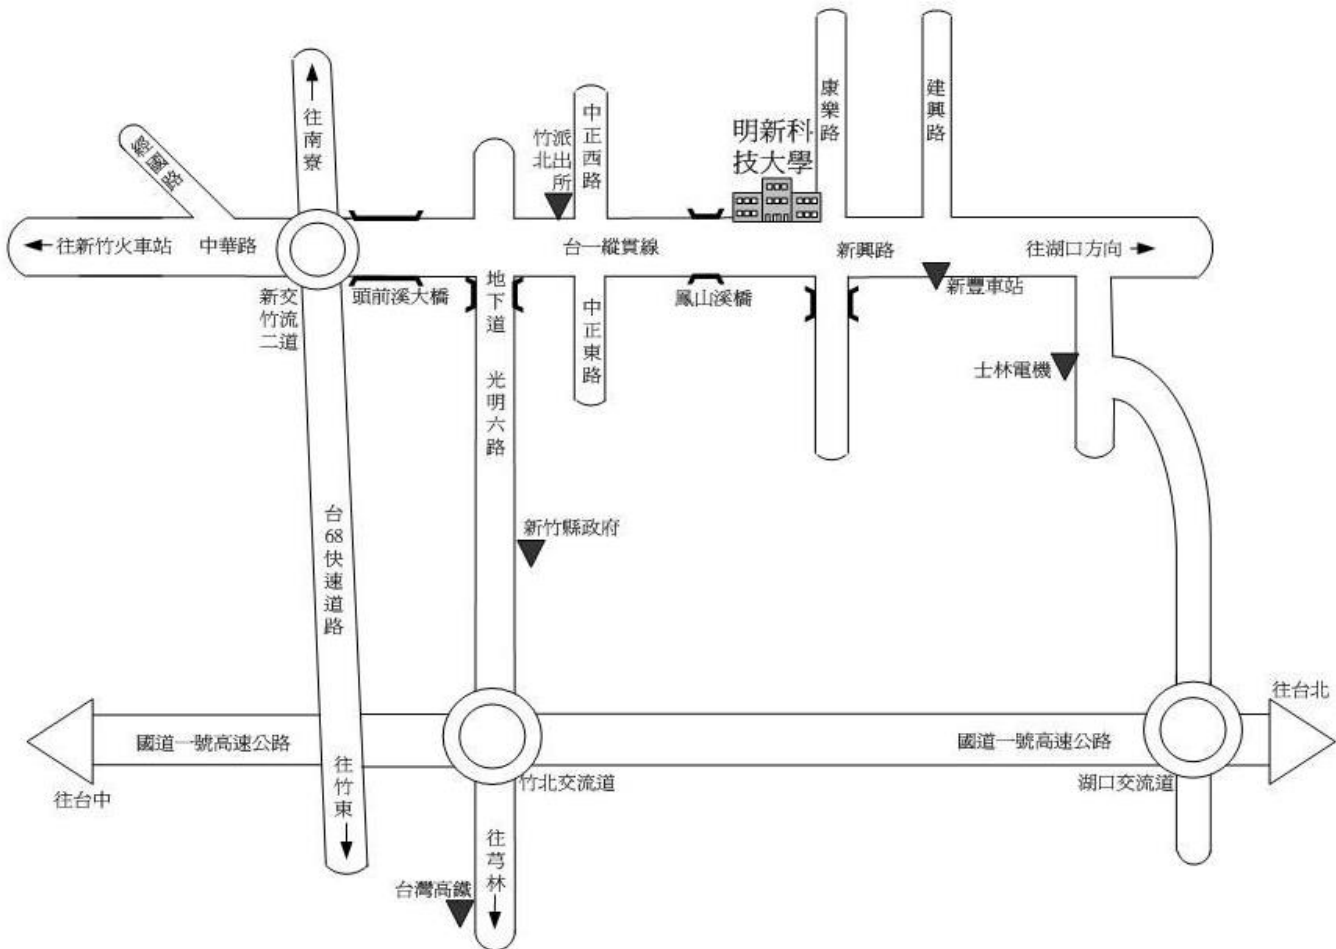 往南寮
竹北
派出所
中正西路
明新科
技大學
康樂路
建興路
往新竹火車站
中華路
台一縱貫線
新興路
往湖口方向
新竹二
交流道
頭前溪大橋
地下道
鳳山溪橋
新豐車站
中正東路
士林電機
光明六路
台68快速道路
新竹縣政府
往台北
國道一號高速公路
國道一號高速公路
往台中
往竹東
竹北交流道
湖口交流道
往芎林
台灣高鐵